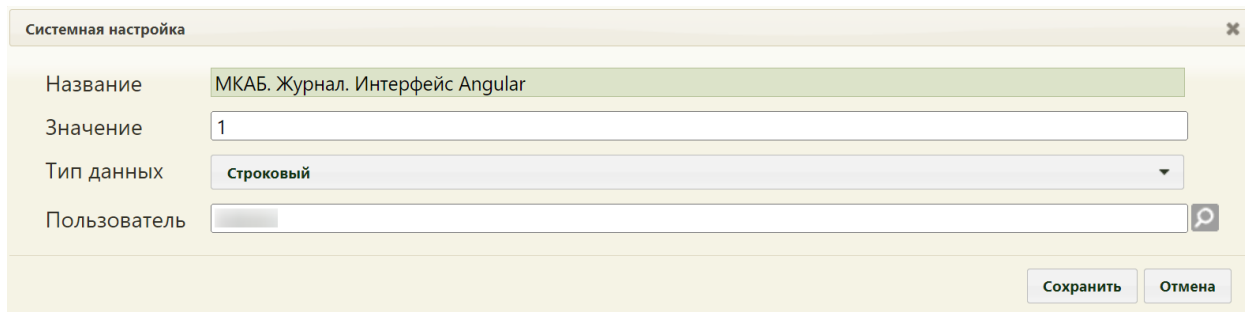 Системная настройка
Название МКАБ. Журнал. Интерфейс Angular
Значение 1
Тип данных Строковый
Пользователь
Сохранить Отмена